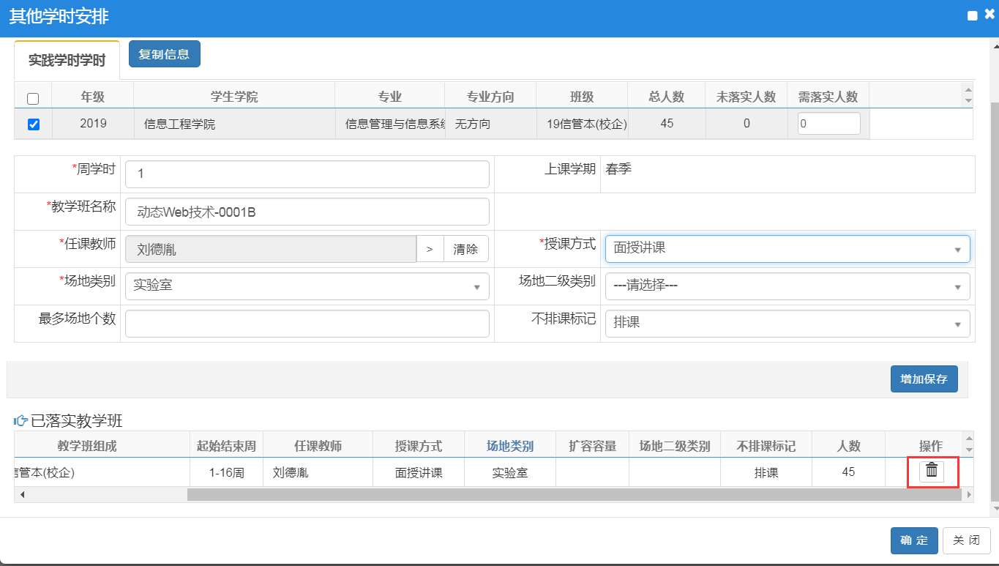 其他学时安排
实践学时学时 复制信息
年级 学生学院 专业 专业方向 班级 总人数 未落实人数 需落实人数
2019 信息工程学院 信息管理与信息系统 无方向 19信管本(校企) 45 0 0
*周学时 1 上课学期 春季
*教学班名称 动态Web技术-0001B
*任课教师 刘德胤 > 清除 *授课方式 面授讲课
*场地类别 实验室 场地二级类别 ---请选择---
最多场地个数 不排课标记 排课
增加保存
已落实教学班
教学班组成 起始结束周 任课教师 授课方式 场地类别 扩容容量 场地二级类别 不排课标记 人数 操作
信管本(校企) 1-16周 刘德胤 面授讲课 实验室 排课 45
确 定 关 闭